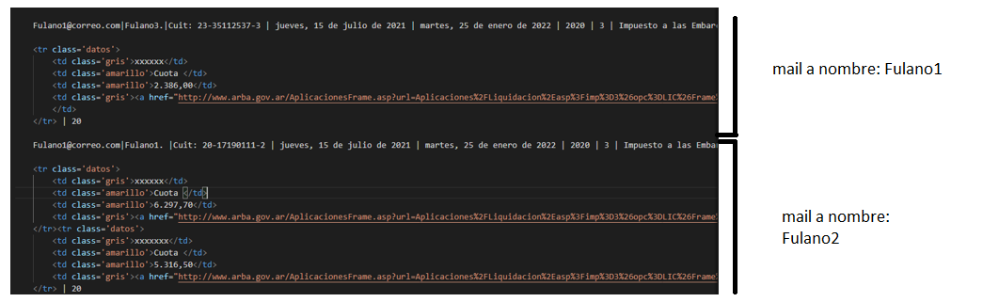 Fulano1@correo.com|Fulano3.|Cuit: 23-35112537-3 | jueves, 15 de julio de 2021 | martes, 25 de enero de 2022 | 2020 | 3 | Impuesto a las Embar
<tr class='datos'>
<td class='gris'>xxxxxx</td>
<td class='amarillo'>Cuota </td>
<td class='amarillo'>2.386,00</td>
<td class='gris'><a href="http://www.arba.gov.ar/AplicacionesFrame.asp?url=Aplicaciones%2FLiquidacion%2Easp%3Fimp%3D3%26opc%3DLIC%26Frame%
</td>
</tr> | 20
mail a nombre: Fulano1
Fulano1@correo.com|Fulano1. |Cuit: 20-17190111-2 | jueves, 15 de julio de 2021 | martes, 25 de enero de 2022 | 2020 | 3 | Impuesto a las Embar
<tr class='datos'>
<td class='gris'>xxxxxx</td>
<td class='amarillo'>Cuota </td>
<td class='amarillo'>6.297,70</td>
<td class='gris'><a href="http://www.arba.gov.ar/AplicacionesFrame.asp?url=Aplicaciones%2FLiquidacion%2Easp%3Fimp%3D3%26opc%3DLIC%26Frame%
</tr><tr class='datos'>
<td class='gris'>xxxxxxx</td>
<td class='amarillo'>Cuota </td>
<td class='amarillo'>5.316,50</td>
<td class='gris'><a href="http://www.arba.gov.ar/AplicacionesFrame.asp?url=Aplicaciones%2FLiquidacion%2Easp%3Fimp%3D3%26opc%3DLIC%26Frame%
</tr> | 20
mail a nombre:
Fulano2